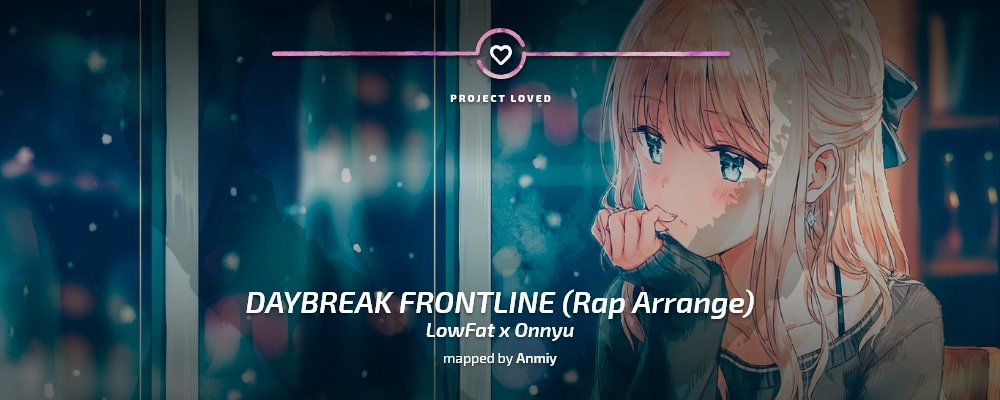 PROJECT LOVED
DAYBREAK FRONTLINE (Rap Arrange)
LowFat x Onnyu
mapped by Anmiy